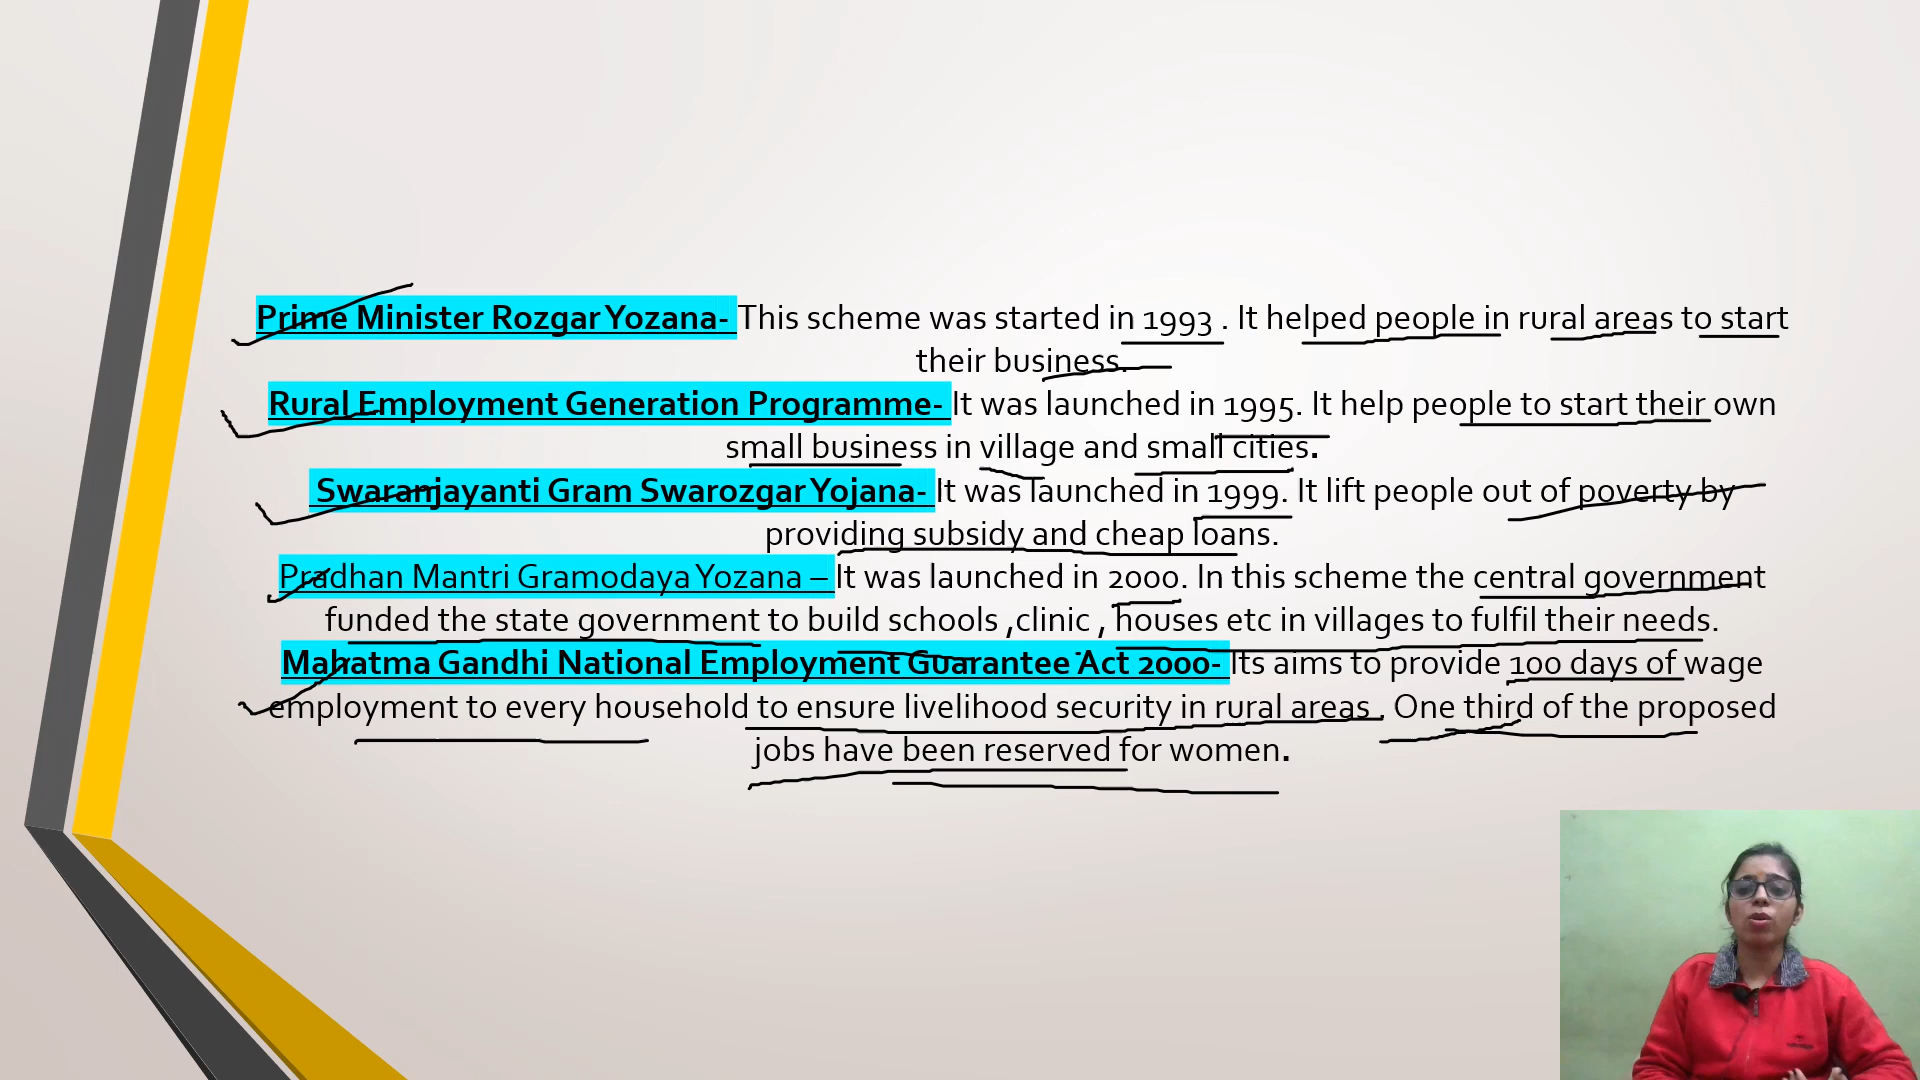 Prime Minister Rozgar Yozana- This scheme was started in 1993 . It helped people in rural areas to start
their business.
Rural Employment Generation Programme- It was launched in 1995. It help people to start their own
small business in village and small cities.
Swaranjayanti Gram Swarozgar Yojana- It was launched in 1999. It lift people out of poverty by
providing subsidy and cheap loans.
Pradhan Mantri Gramodaya Yozana – It was launched in 2000. In this scheme the central government
funded the state government to build schools ,clinic , houses etc in villages to fulfil their needs.
Mahatma Gandhi National Employment Guarantee Act 2000- Its aims to provide 100 days of wage
employment to every household to ensure livelihood security in rural areas . One third of the proposed
jobs have been reserved for women.